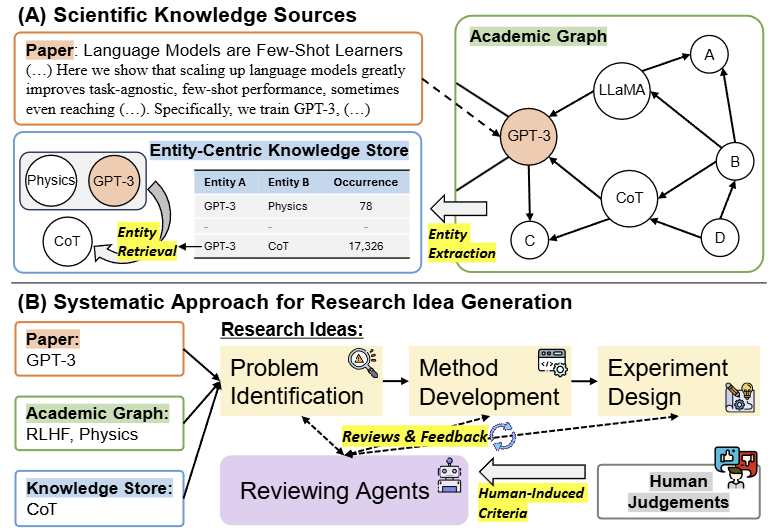 (A) Scientific Knowledge Sources
Paper: Language Models are Few-Shot Learners
(…) Here we show that scaling up language models greatly
improves task-agnostic, few-shot performance, sometimes
even reaching (…). Specifically, we train GPT-3, (…)
Academic Graph
A
LLaMA
GPT-3
B
CoT
C
D
Entity-Centric Knowledge Store
Physics
GPT-3
CoT
Entity
Retrieval
Entity A Entity B Occurrence
GPT-3 Physics 78
.. .. ..
GPT-3 CoT 17,326
Entity
Extraction
(B) Systematic Approach for Research Idea Generation
Paper:
GPT-3
Academic Graph:
RLHF, Physics
Knowledge Store:
CoT
Research Ideas:
Problem
Identification
Method
Development
Experiment
Design
Reviews & Feedback
Reviewing Agents
Human-Induced
Criteria
Human
Judgements